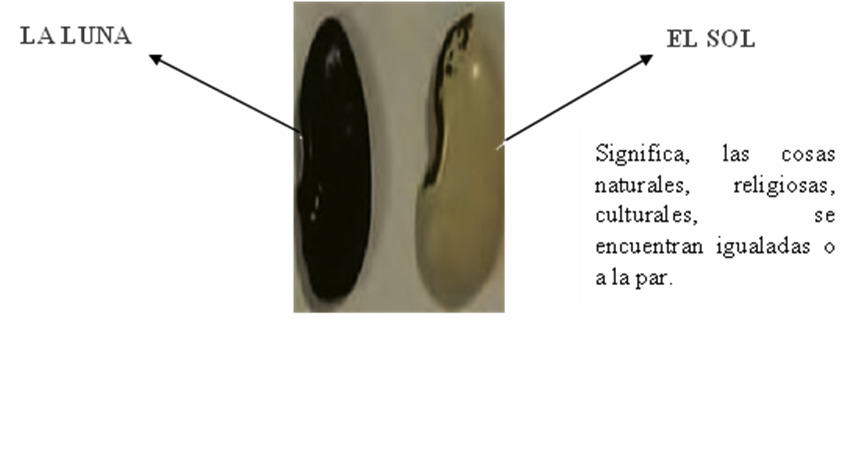 LA LUNA
EL SOL
Significa, las cosas
naturales, religiosas,
culturales, se
encuentran igualadas o
a la par.